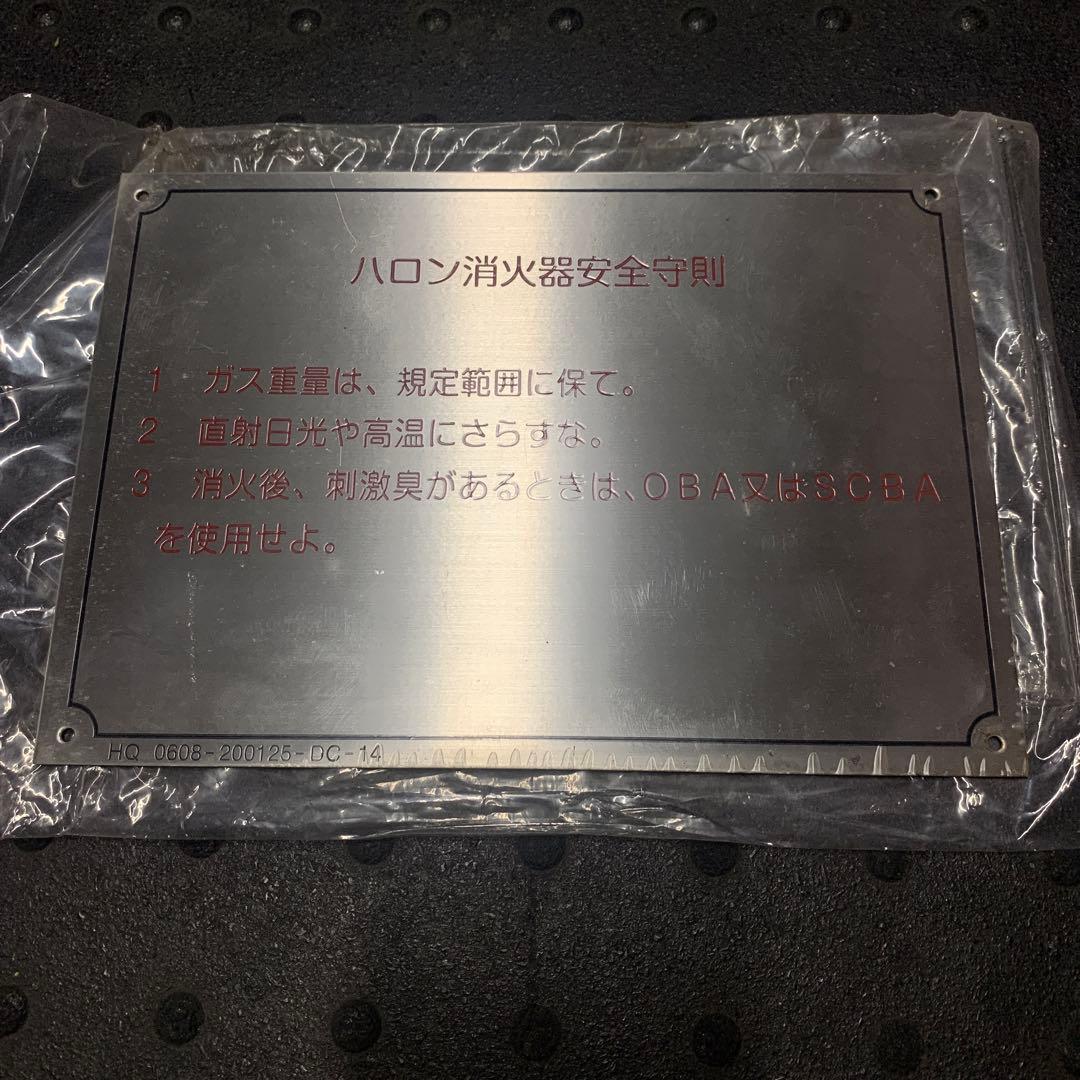 ハロン消火器安全守則
1 ガス重量は、規定範囲に保て。
2 直射日光や高温にさらすな。
3 消火後、刺激臭があるときは、OBA又はSCBA
を使用せよ。
HQ 0608-200125-DC-14